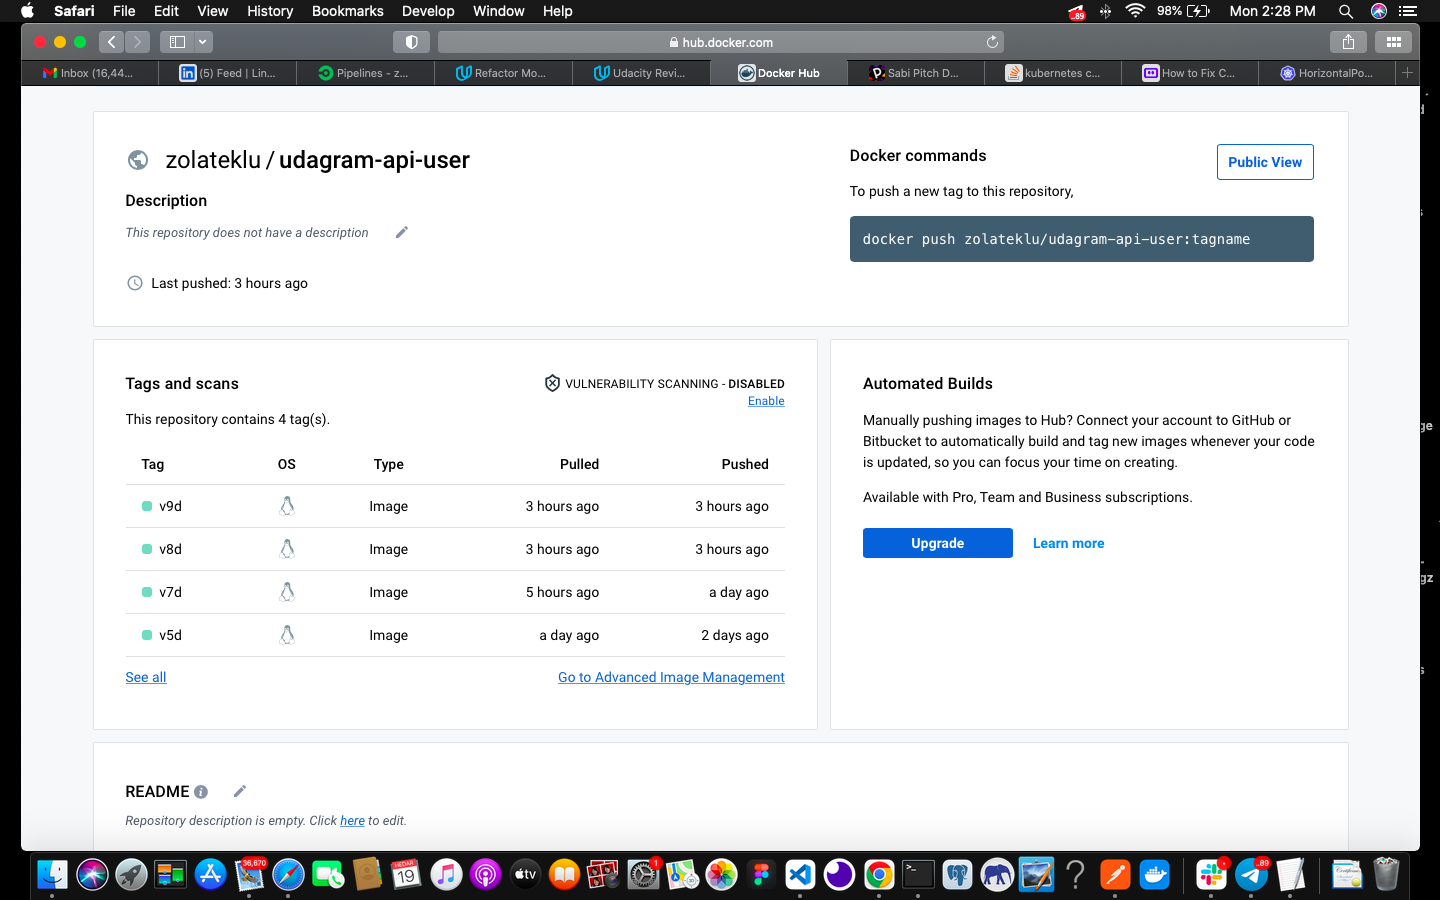 Safari File Edit View History Bookmarks Develop Window Help
..89 98% Mon 2:28 PM
hub.docker.com
Inbox (16,44... (5) Feed | Lin... Pipelines - z... Refactor Mo... Udacity Revi... Docker Hub Sabi Pitch D... kubernetes c... How to Fix C... HorizontalPo...
zolateklu / udagram-api-user
Description
This repository does not have a description
Last pushed: 3 hours ago
Docker commands
Public View
To push a new tag to this repository,
docker push zolateklu/udagram-api-user:tagname
Tags and scans
VULNERABILITY SCANNING - DISABLED
Enable
This repository contains 4 tag(s).
Tag OS Type Pulled Pushed
v9d Image 3 hours ago 3 hours ago
v8d Image 3 hours ago 3 hours ago
v7d Image 5 hours ago a day ago
v5d Image a day ago 2 days ago
See all Go to Advanced Image Management
Automated Builds
Manually pushing images to Hub? Connect your account to GitHub or
Bitbucket to automatically build and tag new images whenever your code
is updated, so you can focus your time on creating.
Available with Pro, Team and Business subscriptions.
Upgrade Learn more
README
Repository description is empty. Click here to edit.
36,670
HEDAR
19
tv
1
..89